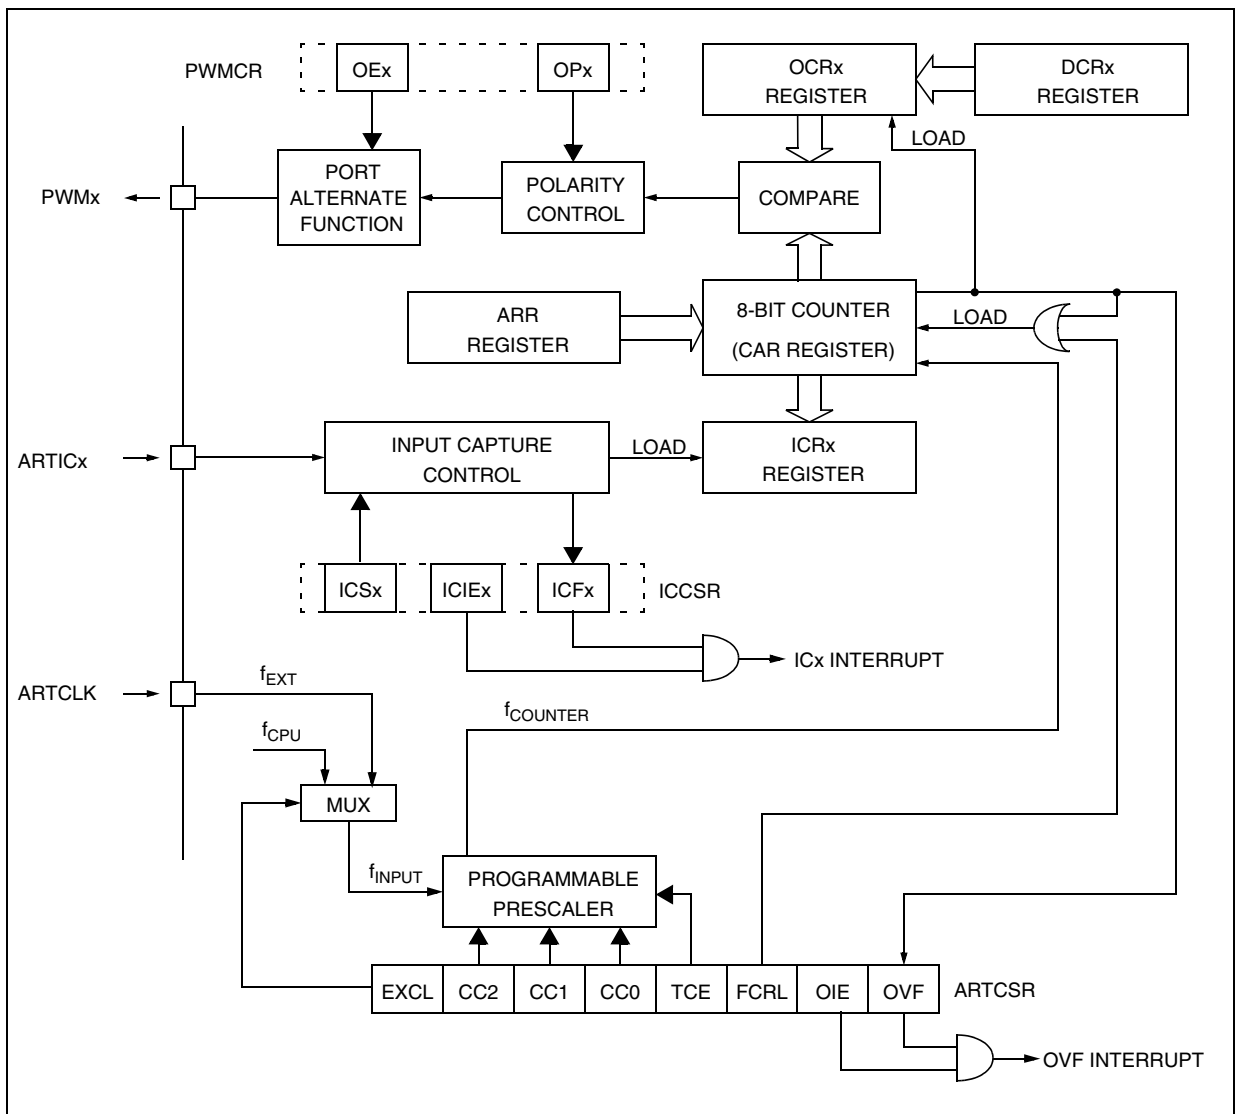 PWMCR
OEx
OPx
OCRx
REGISTER
DCRx
REGISTER
LOAD
PWMx
PORT
ALTERNATE
FUNCTION
POLARITY
CONTROL
COMPARE
ARR
REGISTER
8-BIT COUNTER
(CAR REGISTER)
LOAD
ARTICx
INPUT CAPTURE
CONTROL
LOAD
ICRx
REGISTER
ICSx
ICIEx
ICFx
ICCSR
ICx INTERRUPT
ARTCLK
fEXT
fCPU
fCOUNTER
MUX
fINPUT
PROGRAMMABLE
PRESCALER
EXCL
CC2
CC1
CC0
TCE
FCRL
OIE
OVF
ARTCSR
OVF INTERRUPT